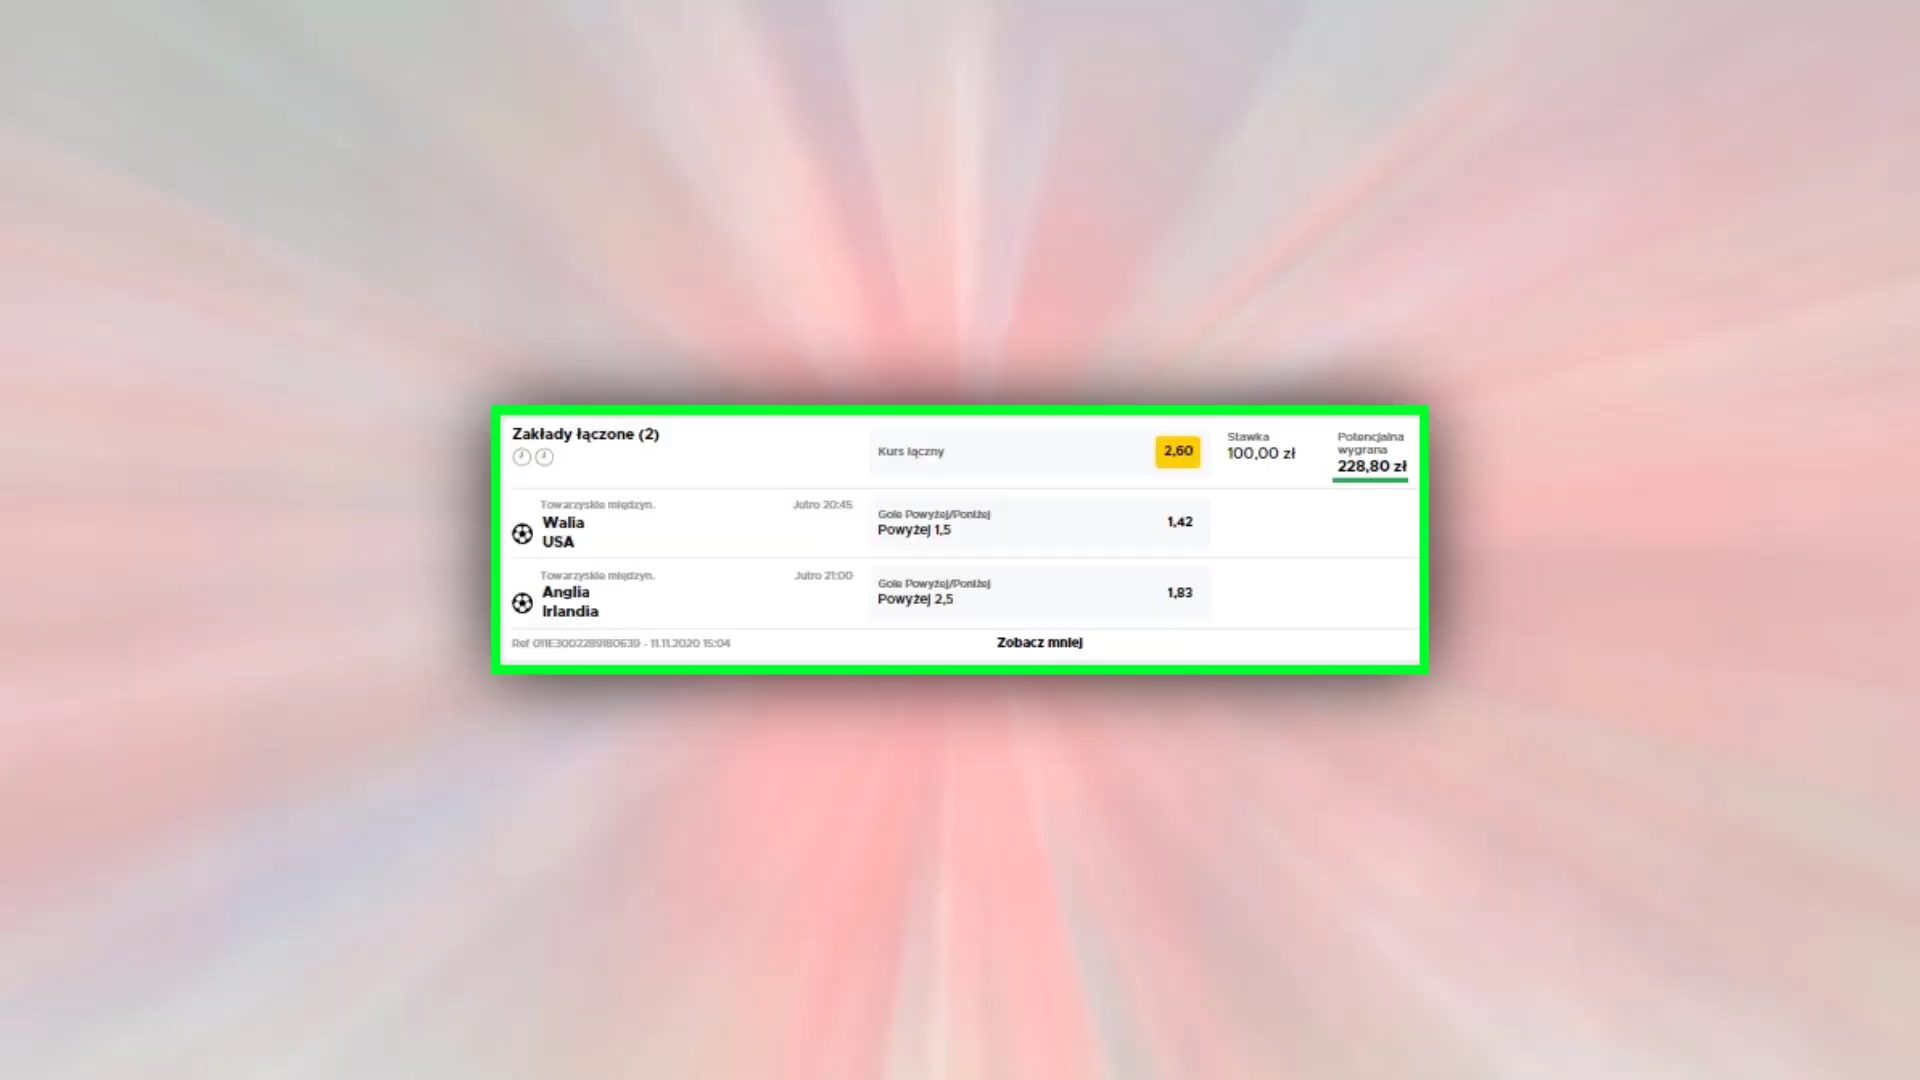 Zakłady łączone (2)
Kurs łączny
2,60
Stawka
100,00 zł
Potencjalna
wygrana
228,80 zł
Towarzyskie międzyn.
Jutro 20:45
Walia
USA
Gole Powyżej/Poniżej
Powyżej 1,5
1,42
Towarzyskie międzyn.
Jutro 21:00
Anglia
Irlandia
Gole Powyżej/Poniżej
Powyżej 2,5
1,83
Ref - 11.11.2020 15:04
Zobacz mniej